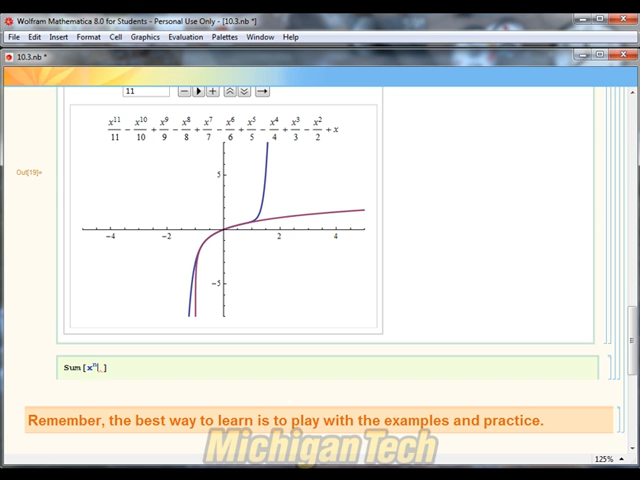 Wolfram Mathematica 8.0 for Students - Personal Use Only - [10.3.nb *]
File Edit Insert Format Cell Graphics Evaluation Palettes Window Help
10.3.nb *
11
x^11/11 - x^10/10 + x^9/9 - x^8/8 + x^7/7 - x^6/6 + x^5/5 - x^4/4 + x^3/3 - x^2/2 + x
5
Out[19]=
-4 -2 2 4
-5
Sum[x^n, ]
Remember, the best way to learn is to play with the examples and practice.
Michigan Tech
125%